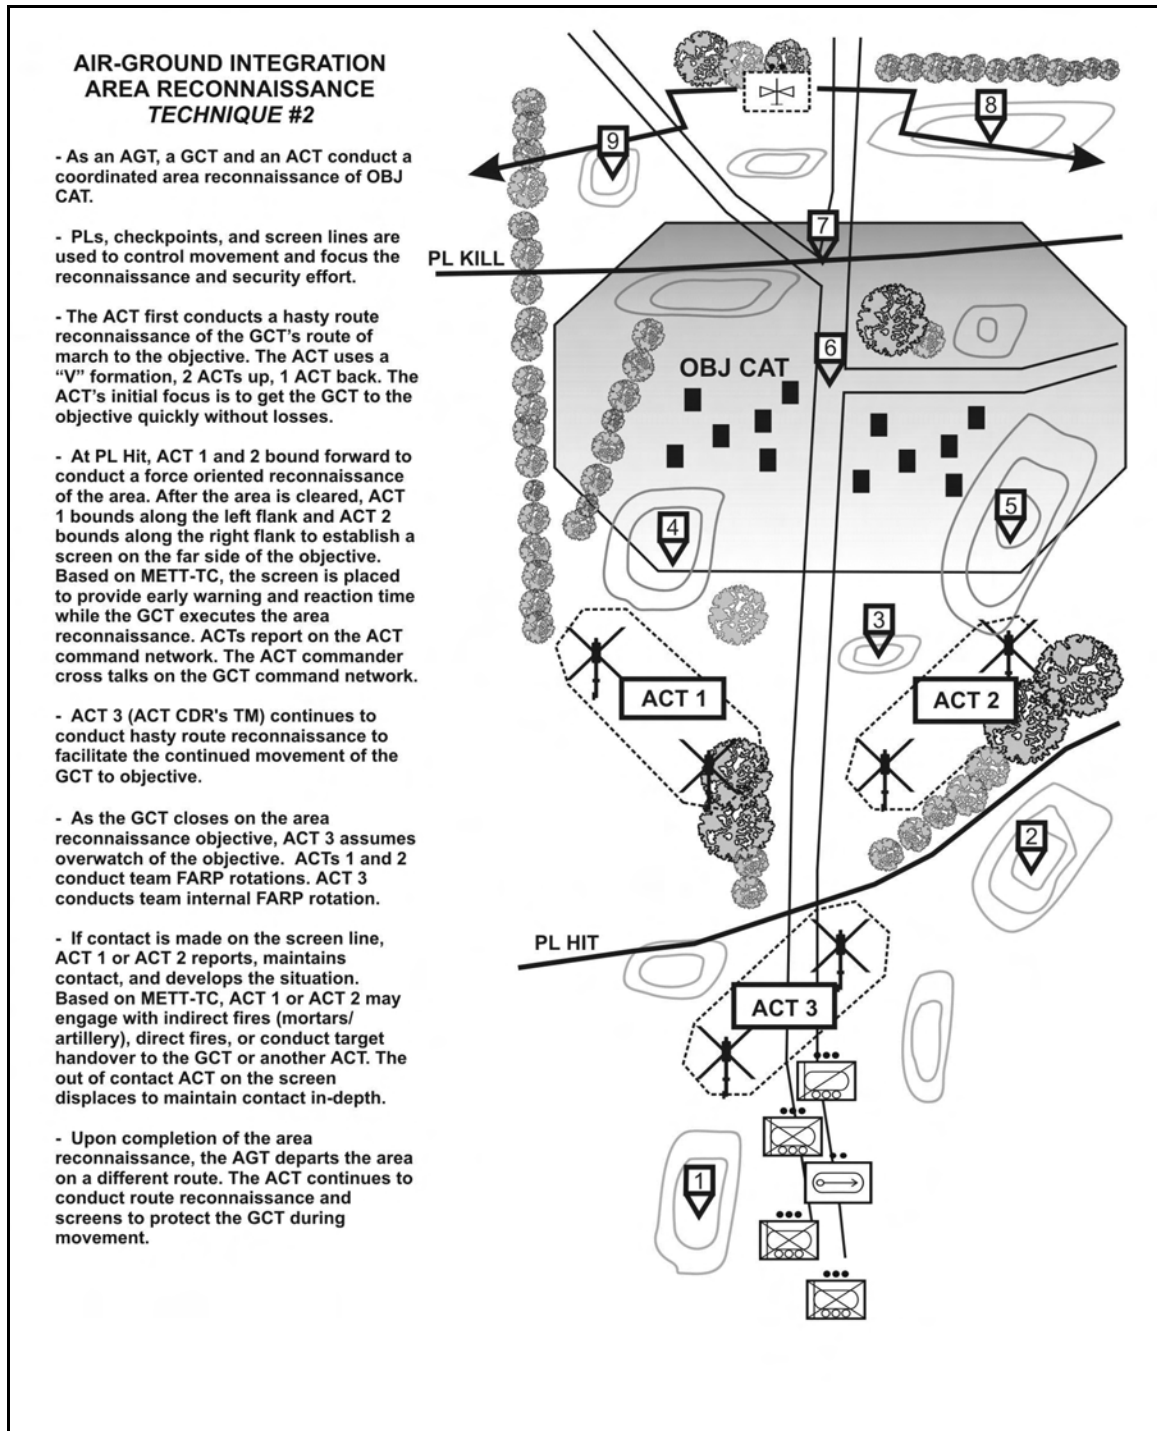 AIR-GROUND INTEGRATION
AREA RECONNAISSANCE
TECHNIQUE #2
- As an AGT, a GCT and an ACT conduct a
coordinated area reconnaissance of OBJ
CAT.
- PLs, checkpoints, and screen lines are
used to control movement and focus the
reconnaissance and security effort.
- The ACT first conducts a hasty route
reconnaissance of the GCT's route of
march to the objective. The ACT uses a
“V” formation, 2 ACTs up, 1 ACT back. The
ACT's initial focus is to get the GCT to the
objective quickly without losses.
- At PL Hit, ACT 1 and 2 bound forward to
conduct a force oriented reconnaissance
of the area. After the area is cleared, ACT
1 bounds along the left flank and ACT 2
bounds along the right flank to establish a
screen on the far side of the objective.
Based on METT-TC, the screen is placed
to provide early warning and reaction time
while the GCT executes the area
reconnaissance. ACTs report on the ACT
command network. The ACT commander
cross talks on the GCT command network.
- ACT 3 (ACT CDR's TM) continues to
conduct hasty route reconnaissance to
facilitate the continued movement of the
GCT to objective.
- As the GCT closes on the area
reconnaissance objective, ACT 3 assumes
overwatch of the objective. ACTs 1 and 2
conduct team FARP rotations. ACT 3
conducts team internal FARP rotation.
- If contact is made on the screen line,
ACT 1 or ACT 2 reports, maintains
contact, and develops the situation.
Based on METT-TC, ACT 1 or ACT 2 may
engage with indirect fires (mortars/
artillery), direct fires, or conduct target
handover to the GCT or another ACT. The
out of contact ACT on the screen
displaces to maintain contact in-depth.
- Upon completion of the area
reconnaissance, the AGT departs the area
on a different route. The ACT continues to
conduct route reconnaissance and
screens to protect the GCT during
movement.
8
9
7
PL KILL
6
OBJ CAT
5
4
3
ACT 1
ACT 2
2
PL HIT
ACT 3
1